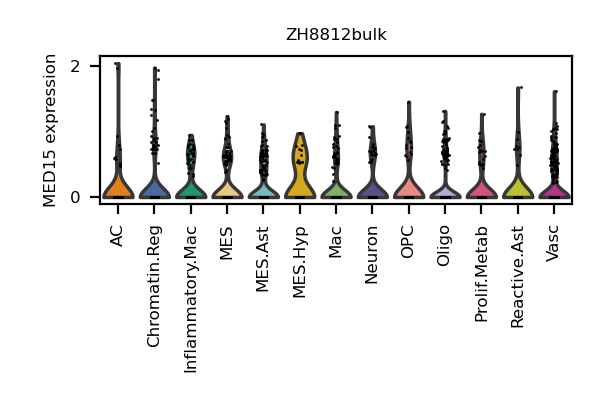 ZH8812bulk
MED15 expression
2
0
AC
Chromatin.Reg
Inflammatory.Mac
MES
MES.Ast
MES.Hyp
Mac
Neuron
OPC
Oligo
Prolif.Metab
Reactive.Ast
Vasc